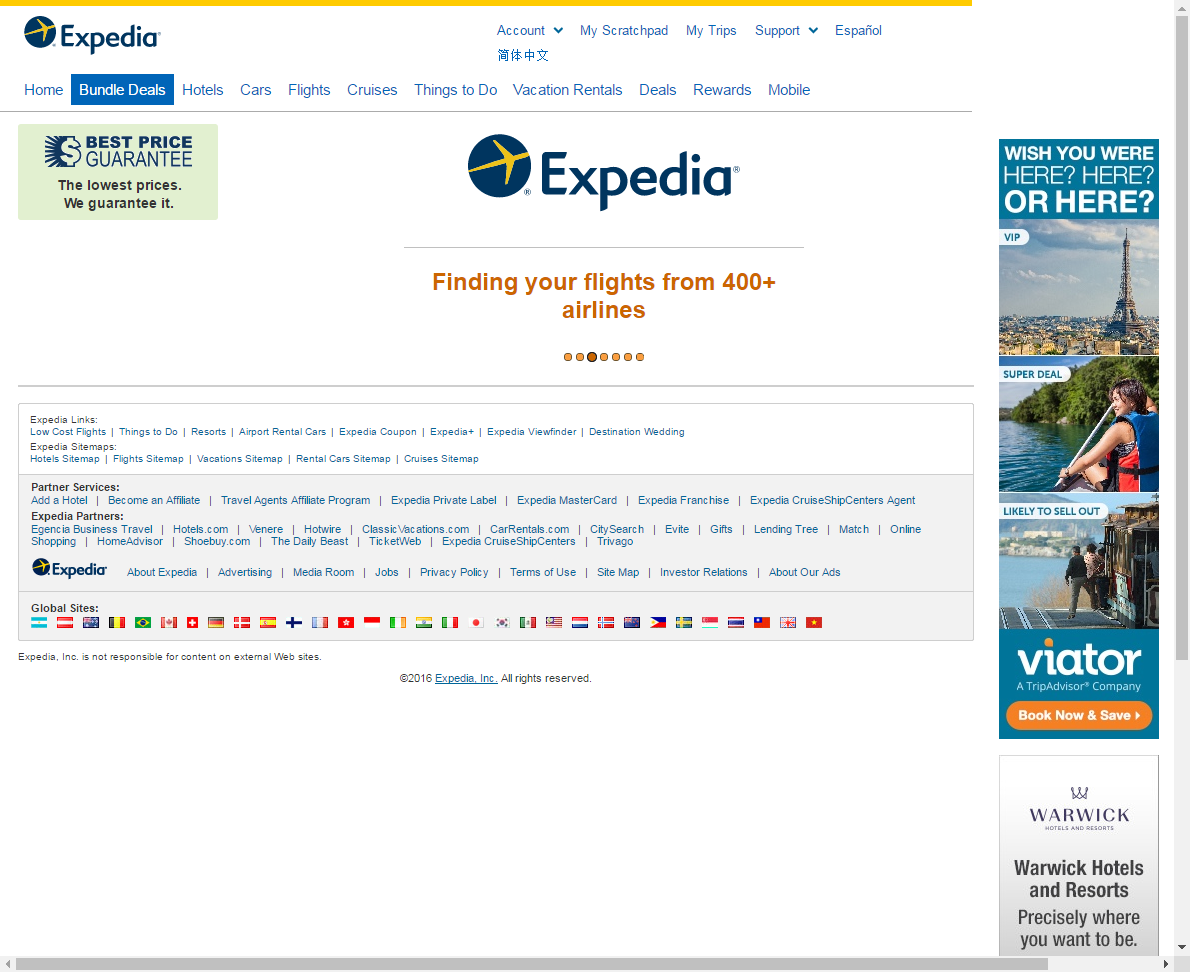 Expedia
Account My Scratchpad My Trips Support Español
简体中文
Home Bundle Deals Hotels Cars Flights Cruises Things to Do Vacation Rentals Deals Rewards Mobile
BEST PRICE
GUARANTEE
The lowest prices.
We guarantee it.
Expedia®
Finding your flights from 400+
airlines
Expedia Links:
Low Cost Flights | Things to Do | Resorts | Airport Rental Cars | Expedia Coupon | Expedia+ | Expedia Viewfinder | Destination Wedding
Expedia Sitemaps:
Hotels Sitemap | Flights Sitemap | Vacations Sitemap | Rental Cars Sitemap | Cruises Sitemap
Partner Services:
Add a Hotel | Become an Affiliate | Travel Agents Affiliate Program | Expedia Private Label | Expedia MasterCard | Expedia Franchise | Expedia CruiseShipCenters Agent
Expedia Partners:
Egencia Business Travel | Hotels.com | Venere | Hotwire | ClassicVacations.com | CarRentals.com | CitySearch | Evite | Gifts | Lending Tree | Match | Online
Shopping | HomeAdvisor | Shoebuy.com | The Daily Beast | TicketWeb | Expedia CruiseShipCenters | Trivago
Expedia About Expedia | Advertising | Media Room | Jobs | Privacy Policy | Terms of Use | Site Map | Investor Relations | About Our Ads
Global Sites:
Expedia, Inc. is not responsible for content on external Web sites.
©2016 Expedia, Inc. All rights reserved.
WISH YOU WERE
HERE? HERE?
OR HERE?
VIP
SUPER DEAL
LIKELY TO SELL OUT
viator
A TripAdvisor® Company
Book Now & Save
WARWICK
HOTELS AND RESORTS
Warwick Hotels
and Resorts
Precisely where
you want to be.